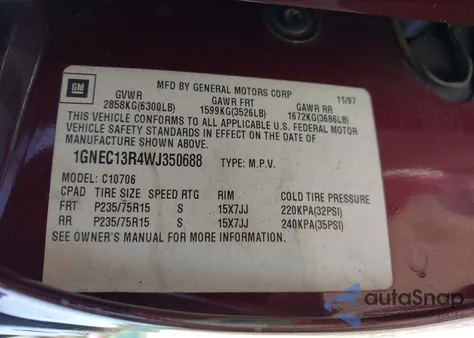 GM
MFD BY GENERAL MOTORS CORP
11/97
GVWR GAWR FRT GAWR RR
2858KG(6300LB) 1599KG(3526LB) 1672KG(3686LB)
THIS VEHICLE CONFORMS TO ALL APPLICABLE U.S. FEDERAL MOTOR
VEHICLE SAFETY STANDARDS IN EFFECT ON THE DATE OF
MANUFACTURE SHOWN ABOVE.
1GNEC13R4WJ350688 TYPE: M.P.V.
MODEL: C10706
CPAD TIRE SIZE SPEED RTG RIM COLD TIRE PRESSURE
FRT P235/75R15 S 15X7JJ 220KPA(32PSI)
RR P235/75R15 S 15X7JJ 240KPA(35PSI)
SEE OWNER'S MANUAL FOR MORE INFORMATION.
autoSnap